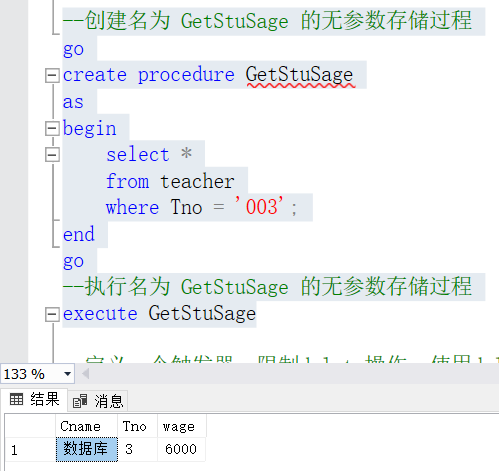 --创建名为 GetStuSage 的无参数存储过程
go
create procedure GetStuSage
as
begin
select *
from teacher
where Tno = '003';
end
go
--执行名为 GetStuSage 的无参数存储过程
execute GetStuSage
133 %
结果 消息
Cname Tno wage
1 数据库 3 6000